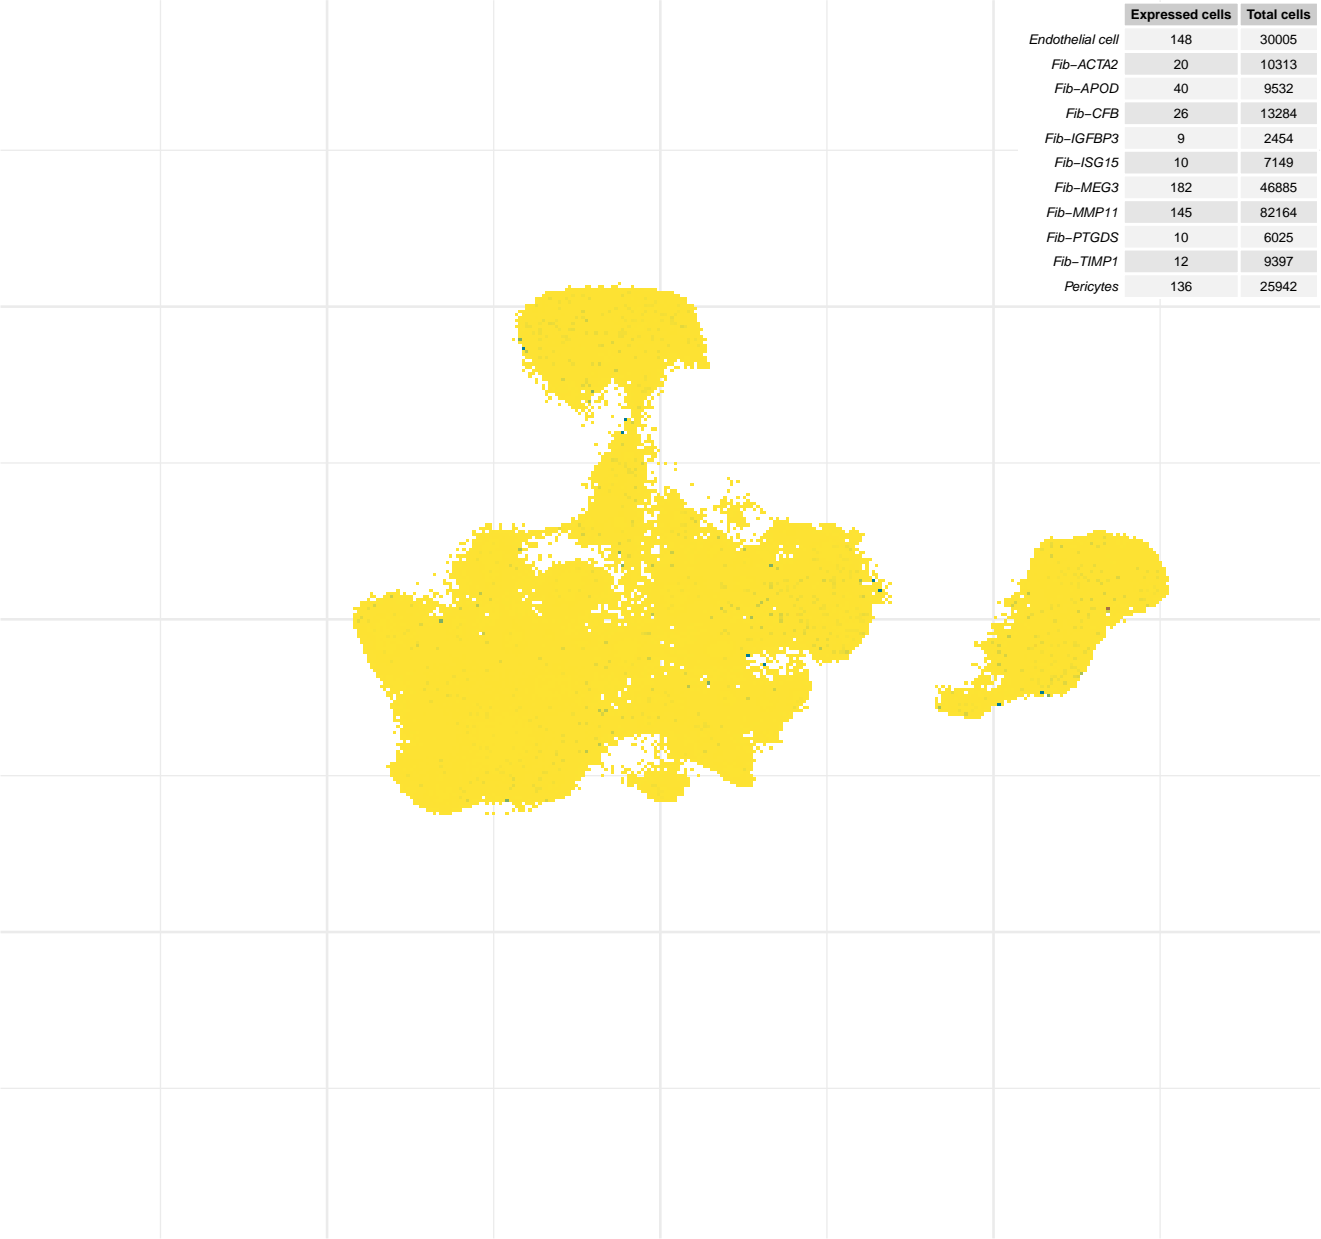 Expressed cells Total cells
Endothelial cell 148 30005
Fib−ACTA2 20 10313
Fib−APOD 40 9532
Fib−CFB 26 13284
Fib−IGFBP3 9 2454
Fib−ISG15 10 7149
Fib−MEG3 182 46885
Fib−MMP11 145 82164
Fib−PTGDS 10 6025
Fib−TIMP1 12 9397
Pericytes 136 25942